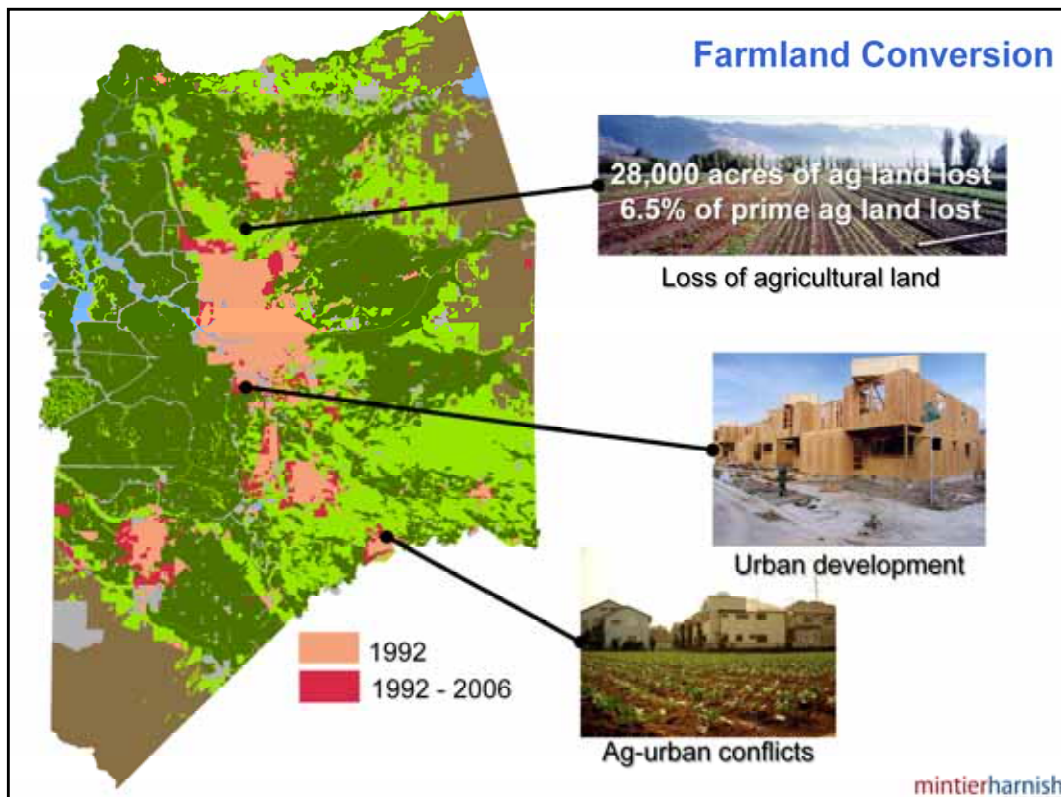 Farmland Conversion
28,000 acres of ag land lost
6.5% of prime ag land lost
Loss of agricultural land
Urban development
1992
1992 - 2006
Ag-urban conflicts
mintierharnish